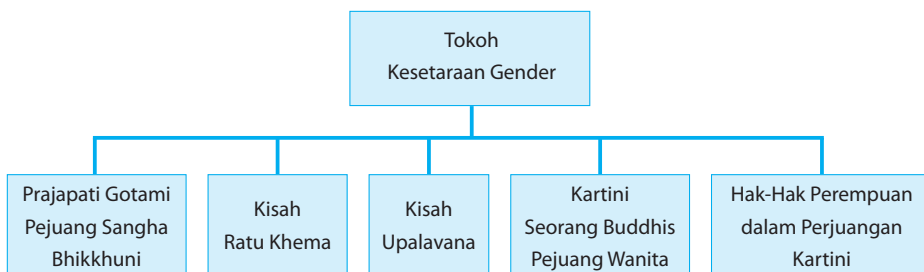 Tokoh
Kesetaraan Gender
Prajapati Gotami
Pejuang Sangha
Bhikkhuni
Kisah
Ratu Khema
Kisah
Upalavana
Kartini
Seorang Buddhis
Pejuang Wanita
Hak-Hak Perempuan
dalam Perjuangan
Kartini